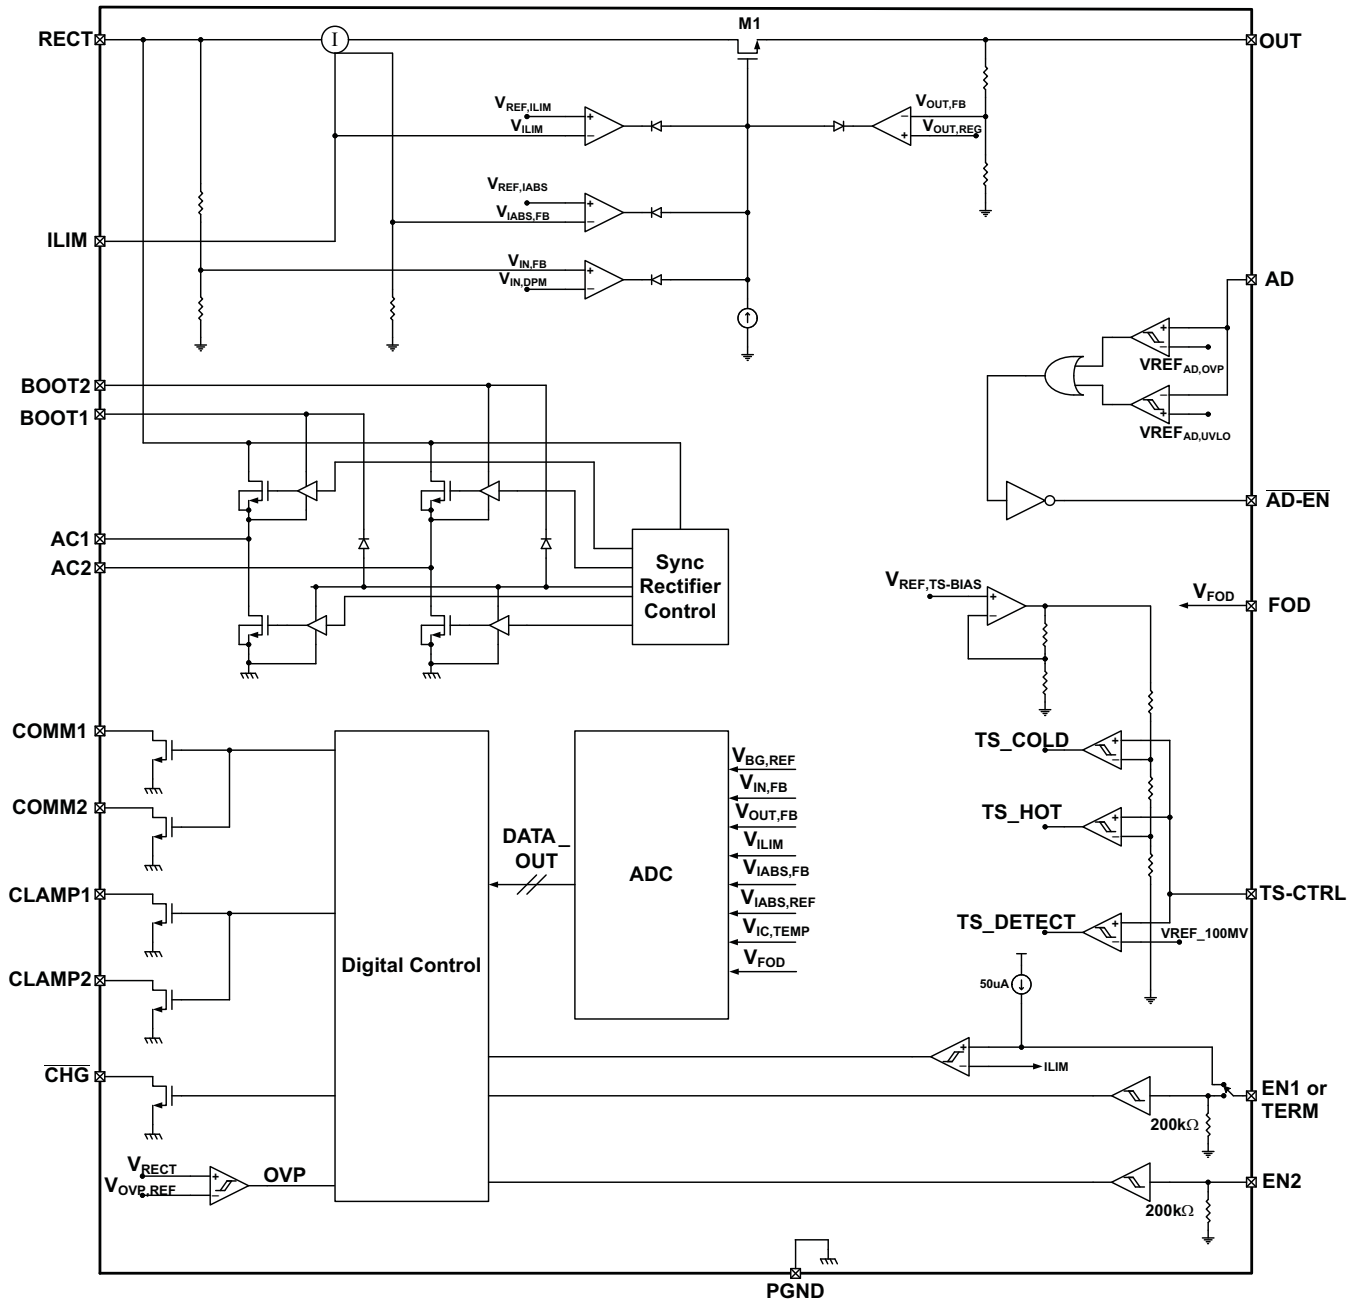 M1
RECT
I
OUT
VREF,ILIM
VILIM
VOUT,FB
VOUT,REG
VREF,IABS
VIABS,FB
ILIM
VIN,FB
VIN,DPM
AD
VREFAD,OVP
BOOT2
BOOT1
VREFAD,UVLO
AD-EN
AC1
AC2
Sync
Rectifier
Control
VREF,TS-BIAS
VFOD
FOD
COMM1
TS_COLD
VBG,REF
VIN,FB
COMM2
VOUT,FB
TS_HOT
DATA_
OUT
VILIM
ADC
VIABS,FB
CLAMP1
VIABS,REF
TS-CTRL
VIC,TEMP
TS_DETECT
VREF_100MV
Digital Control
VFOD
CLAMP2
50uA
CHG
ILIM
EN1 or
TERM
200kΩ
VRECT
OVP
VOVP,REF
EN2
200kΩ
PGND